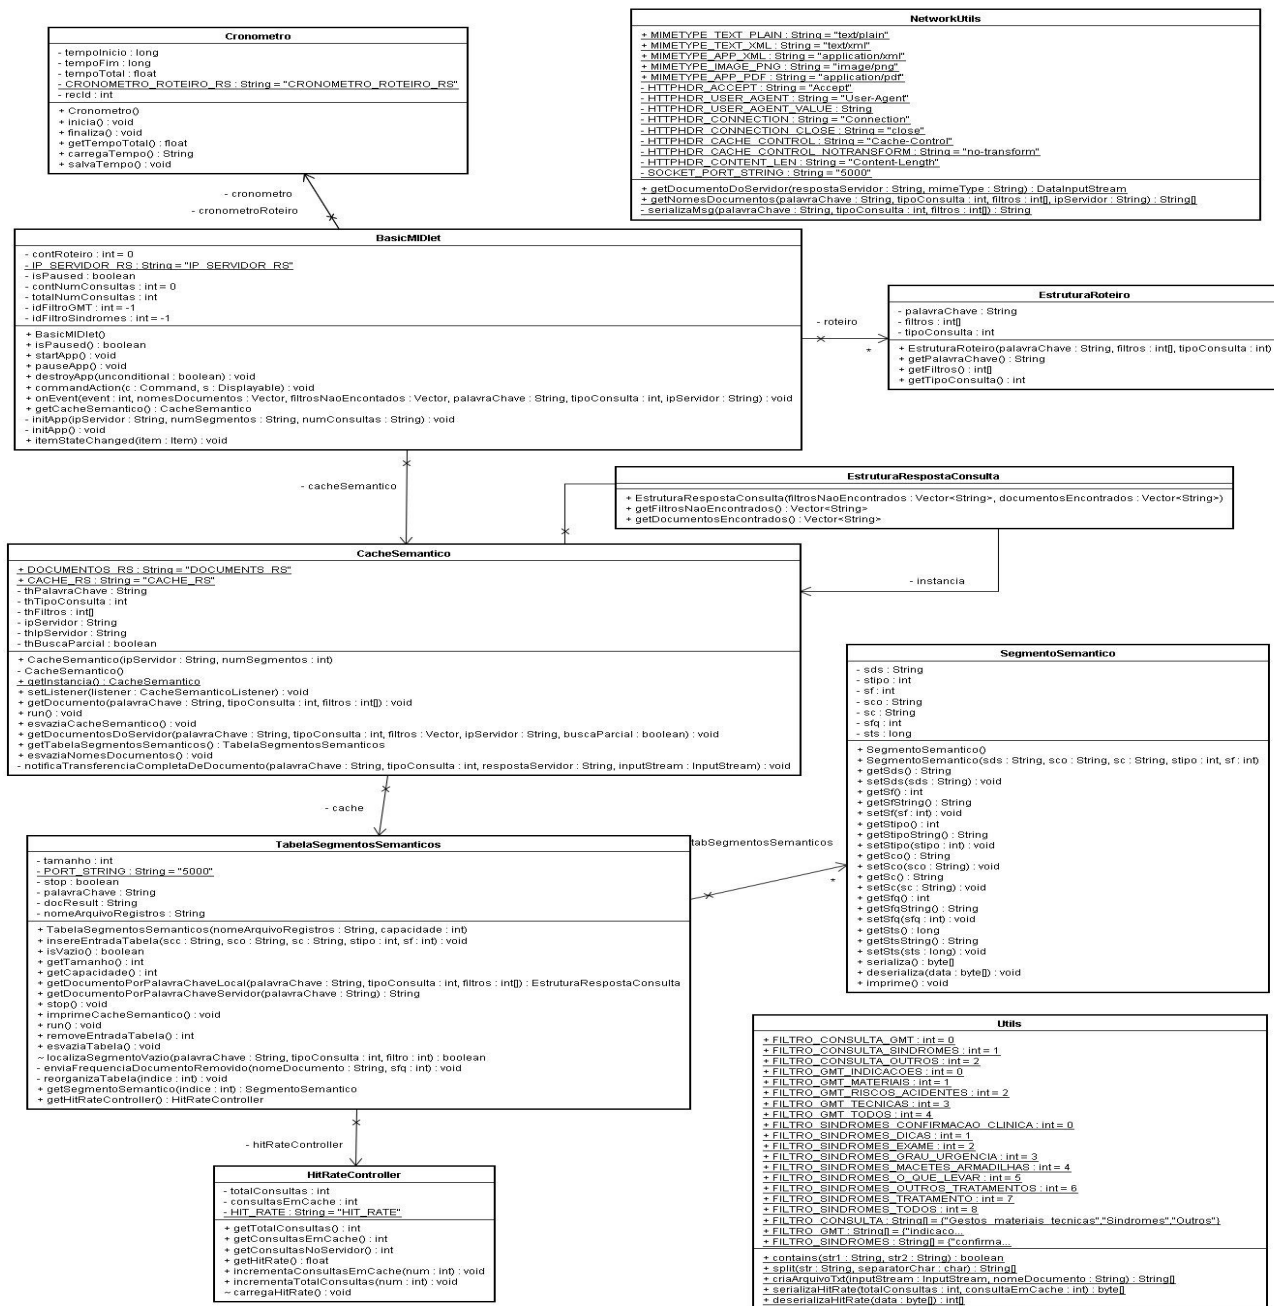 Cronometro
- tempoInicio : long
- tempoFim : long
- tempoTotal : float
- CRONOMETRO_ROTEIRO_RS : String = "CRONOMETRO_ROTEIRO_RS"
- recId : int
+ Cronometro()
+ inicia() : void
+ finaliza() : void
+ getTempoTotal() : float
+ carregaTempo() : String
+ salvaTempo() : void
NetworkUtils
+ MIMETYPE_TEXT_PLAIN : String = "text/plain"
+ MIMETYPE_TEXT_XML : String = "text/xml"
+ MIMETYPE_APP_XML : String = "application/xml"
+ MIMETYPE_IMAGE_PNG : String = "image/png"
+ MIMETYPE_APP_PDF : String = "application/pdf"
- HTTPHDR_ACCEPT : String = "Accept"
- HTTPHDR_USER_AGENT : String = "User-Agent"
- HTTPHDR_USER_AGENT_VALUE : String
- HTTPHDR_CONNECTION : String = "Connection"
- HTTPHDR_CONNECTION_CLOSE : String = "close"
- HTTPHDR_CACHE_CONTROL : String = "Cache-Control"
- HTTPHDR_CACHE_CONTROL_NOTRANSFORM : String = "no-transform"
- HTTPHDR_CONTENT_LEN : String = "Content-Length"
- SOCKET_PORT_STRING : String = "5000"
+ getDocumentoDoServidor(respostaServidor : String, mimeType : String) : DataInputStream
+ getNomesDocumentos(palavraChave : String, tipoConsulta : int, filtros : int[], ipServidor : String) : String[]
- serializaMsg(palavraChave : String, tipoConsulta : int, filtros : int[]) : String
- cronometro
- cronometroRoteiro
BasicMIDlet
- contRoteiro : int = 0
- IP_SERVIDOR_RS : String = "IP_SERVIDOR_RS"
- isPaused : boolean
- contNumConsultas : int = 0
- totalNumConsultas : int
- idFiltroGMT : int = -1
- idFiltroSindromes : int = -1
+ BasicMIDlet()
+ isPaused() : boolean
+ startApp() : void
+ pauseApp() : void
+ destroyApp(unconditional : boolean) : void
+ commandAction(c : Command, s : Displayable) : void
+ onEvent(event : int, nomesDocumentos : Vector, filtrosNaoEncontados : Vector, palavraChave : String, tipoConsulta : int, ipServidor : String) : void
+ getCacheSemantico() : CacheSemantico
- initApp(ipServidor : String, numSegmentos : String, numConsultas : String) : void
- initApp() : void
+ itemStateChanged(item : Item) : void
- roteiro
*
EstruturaRoteiro
- palavraChave : String
- filtros : int[]
- tipoConsulta : int
+ EstruturaRoteiro(palavraChave : String, filtros : int[], tipoConsulta : int)
+ getPalavraChave() : String
+ getFiltros() : int[]
+ getTipoConsulta() : int
- cacheSemantico
EstruturaRespostaConsulta
+ EstruturaRespostaConsulta(filtrosNaoEncontrados : Vector<String>, documentosEncontrados : Vector<String>)
+ getFiltrosNaoEncontrados() : Vector<String>
+ getDocumentosEncontrados() : Vector<String>
- instancia
CacheSemantico
+ DOCUMENTOS_RS : String = "DOCUMENTS_RS"
+ CACHE_RS : String = "CACHE_RS"
- thPalavraChave : String
- thTipoConsulta : int
- thFiltros : int[]
- ipServidor : String
- thIpServidor : String
- thBuscaParcial : boolean
+ CacheSemantico(ipServidor : String, numSegmentos : int)
- CacheSemantico()
+ getInstancia() : CacheSemantico
+ setListener(listener : CacheSemanticoListener) : void
+ getDocumento(palavraChave : String, tipoConsulta : int, filtros : int[]) : void
+ run() : void
+ esvaziaCacheSemantico() : void
+ getDocumentosDoServidor(palavraChave : String, tipoConsulta : int, filtros : Vector, ipServidor : String, buscaParcial : boolean) : void
+ getTabelaSegmentosSemanticos() : TabelaSegmentosSemanticos
+ esvaziaNomesDocumentos() : void
- notificaTransferenciaCompletaDeDocumento(palavraChave : String, tipoConsulta : int, respostaServidor : String, inputStream : InputStream) : void
- cache
SegmentoSemantico
- sds : String
- stipo : int
- sf : int
- sco : String
- sc : String
- sfq : int
- sts : long
+ SegmentoSemantico()
+ SegmentoSemantico(sds : String, sco : String, sc : String, stipo : int, sf : int)
+ getSds() : String
+ setSds(sds : String) : void
+ getSf() : int
+ getSfString() : String
+ setSf(sf : int) : void
+ getStipo() : int
+ getStipoString() : String
+ setStipo(stipo : int) : void
+ getSco() : String
+ setSco(sco : String) : void
+ getSc() : String
+ setSc(sc : String) : void
+ getSfq() : int
+ getSfqString() : String
+ setSfq(sfq : int) : void
+ getSts() : long
+ getStsString() : String
+ setSts(sts : long) : void
+ serializa() : byte[]
+ deserializa(data : byte[]) : void
+ imprime() : void
tabSegmentosSemanticos
*
TabelaSegmentosSemanticos
- tamanho : int
- PORT_STRING : String = "5000"
- stop : boolean
- palavraChave : String
- docResult : String
- nomeArquivoRegistros : String
+ TabelaSegmentosSemanticos(nomeArquivoRegistros : String, capacidade : int)
+ insereEntradaTabela(scc : String, sco : String, sc : String, stipo : int, sf : int) : void
+ isVazio() : boolean
+ getTamanho() : int
+ getCapacidade() : int
+ getDocumentoPorPalavraChaveLocal(palavraChave : String, tipoConsulta : int, filtros : int[]) : EstruturaRespostaConsulta
+ getDocumentoPorPalavraChaveServidor(palavraChave : String) : String
+ stop() : void
+ imprimeCacheSemantico() : void
+ run() : void
+ removeEntradaTabela() : int
+ esvaziaTabela() : void
~ localizaSegmentoVazio(palavraChave : String, tipoConsulta : int, filtro : int) : boolean
- enviaFrequenciaDocumentoRemovido(nomeDocumento : String, sfq : int) : void
- reorganizaTabela(indice : int) : void
+ getSegmentoSemantico(indice : int) : SegmentoSemantico
+ getHitRateController() : HitRateController
- hitRateController
HitRateController
- totalConsultas : int
- consultasEmCache : int
- HIT_RATE : String = "HIT_RATE"
+ getTotalConsultas() : int
+ getConsultasEmCache() : int
+ getConsultasNoServidor() : int
+ getHitRate() : float
+ incrementaConsultasEmCache(num : int) : void
+ incrementaTotalConsultas(num : int) : void
~ carregaHitRate() : void
Utils
+ FILTRO_CONSULTA_GMT : int = 0
+ FILTRO_CONSULTA_SINDROMES : int = 1
+ FILTRO_CONSULTA_OUTROS : int = 2
+ FILTRO_GMT_INDICACOES : int = 0
+ FILTRO_GMT_MATERIAIS : int = 1
+ FILTRO_GMT_RISCOS_ACIDENTES : int = 2
+ FILTRO_GMT_TECNICAS : int = 3
+ FILTRO_GMT_TODOS : int = 4
+ FILTRO_SINDROMES_CONFIRMACAO_CLINICA : int = 0
+ FILTRO_SINDROMES_DICAS : int = 1
+ FILTRO_SINDROMES_EXAME : int = 2
+ FILTRO_SINDROMES_GRAU_URGENCIA : int = 3
+ FILTRO_SINDROMES_MACETES_ARMADILHAS : int = 4
+ FILTRO_SINDROMES_O_QUE_LEVAR : int = 5
+ FILTRO_SINDROMES_OUTROS_TRATAMENTOS : int = 6
+ FILTRO_SINDROMES_TRATAMENTO : int = 7
+ FILTRO_SINDROMES_TODOS : int = 8
+ FILTRO_CONSULTA : String[] = {"Gestos_materiais_tecnicas","Sindromes","Outros"}
+ FILTRO_GMT : String[] = {"indicaco...
+ FILTRO_SINDROMES : String[] = {"confirma...
+ contains(str1 : String, str2 : String) : boolean
+ split(str : String, separatorChar : char) : String[]
+ criaArquivoTxt(inputStream : InputStream, nomeDocumento : String) : String[]
+ serializaHitRate(totalConsultas : int, consultaEmCache : int) : byte[]
+ deserializaHitRate(data : byte[]) : int[]